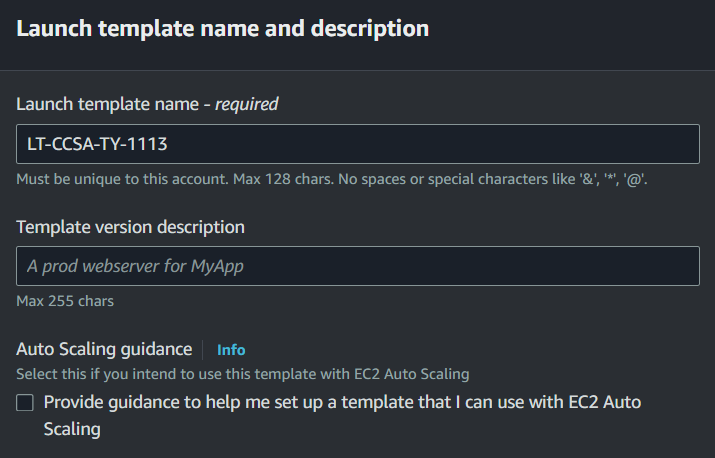 Launch template name and description
Launch template name - required
LT-CCSA-TY-1113
Must be unique to this account. Max 128 chars. No spaces or special characters like '&', '*', '@'.
Template version description
A prod webserver for MyApp
Max 255 chars
Auto Scaling guidance Info
Select this if you intend to use this template with EC2 Auto Scaling
Provide guidance to help me set up a template that I can use with EC2 Auto
Scaling